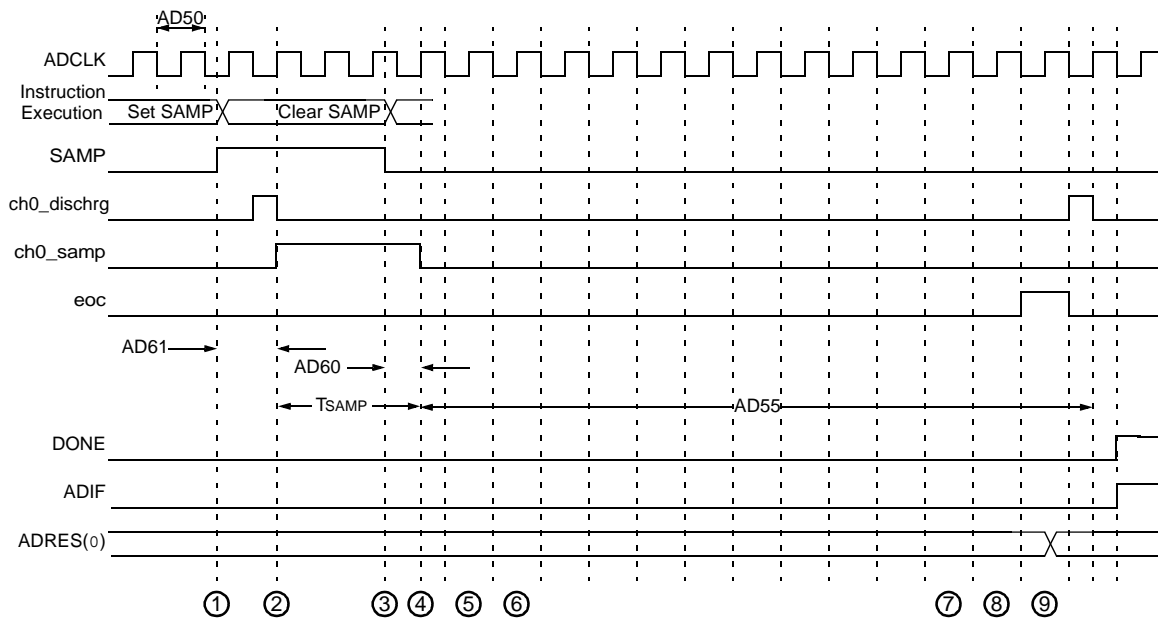 AD50
ADCLK
Instruction
Execution
Set SAMP
Clear SAMP
SAMP
ch0_dischrg
ch0_samp
eoc
AD61
AD60
TSAMP
AD55
DONE
ADIF
ADRES(0)
① ② ③ ④ ⑤ ⑥ ⑦ ⑧ ⑨